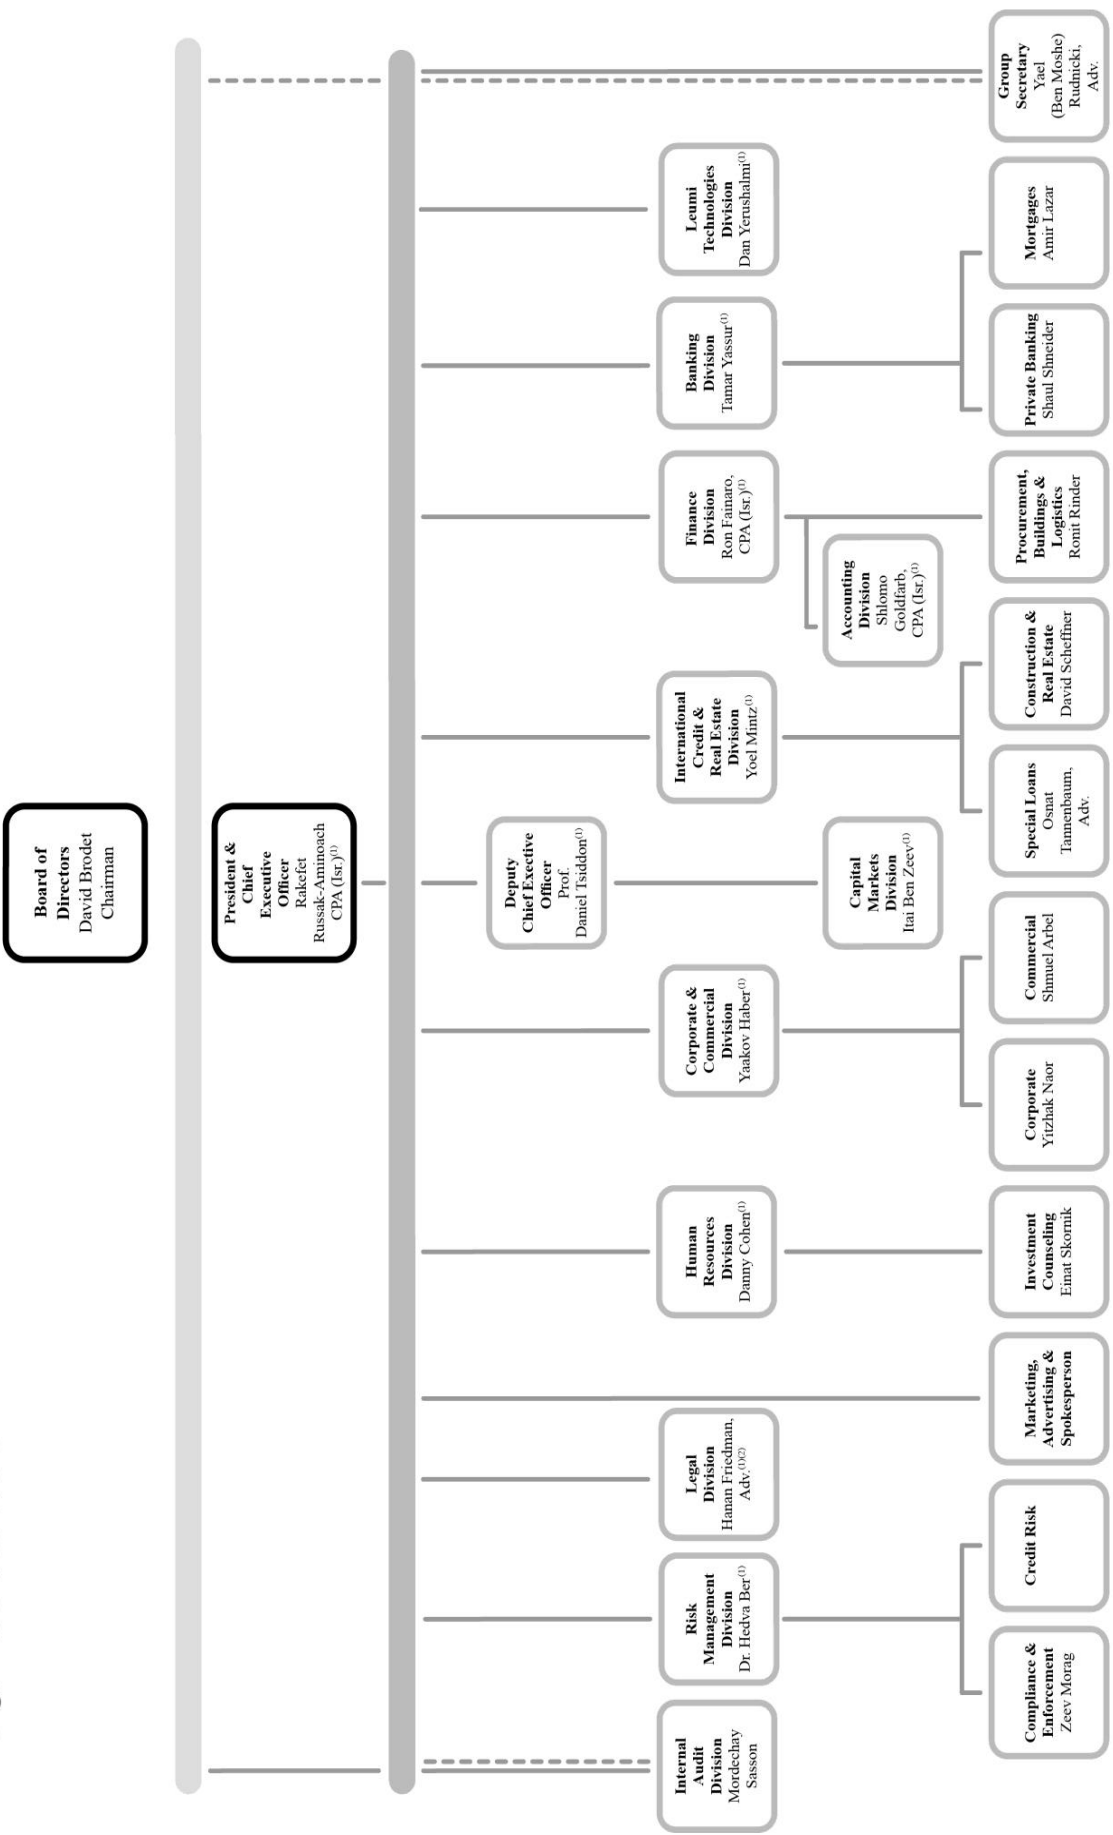 Board of
Directors
David Brodet
Chairman
President &
Chief
Executive
Officer
Rakefet
Russak-Aminoach
CPA (Isr.)(1)
Deputy
Chief Exective
Officer
Prof.
Daniel Tsiddon(1)
Internal
Audit
Division
Mordechay
Sasson
Risk
Management
Division
Dr. Hedva Ber(1)
Legal
Division
Hanan Friedman,
Adv.(1)(2)
Human
Resources
Division
Danny Cohen(1)
Corporate &
Commercial
Division
Yaakov Haber(1)
International
Credit &
Real Estate
Division
Yoel Mintz(1)
Finance
Division
Ron Fainaro,
CPA (Isr.)(1)
Banking
Division
Tamar Yassur(1)
Leumi
Technologies
Division
Dan Yerushalmi(1)
Capital
Markets
Division
Itai Ben Zeev(1)
Accounting
Division
Shlomo
Goldfarb,
CPA (Isr.)(1)
Compliance &
Enforcement
Zeev Morag
Credit Risk
Marketing,
Advertising &
Spokesperson
Investment
Counseling
Einat Skornik
Corporate
Yitzhak Naor
Commercial
Shmuel Arbel
Special Loans
Osnat
Tannenbaum,
Adv.
Construction &
Real Estate
David Scheffner
Procurement,
Buildings &
Logistics
Ronit Rinder
Private Banking
Shaul Shneider
Mortgages
Amir Lazar
Group
Secretary
Yael
(Ben Moshe)
Rudnicki,
Adv.